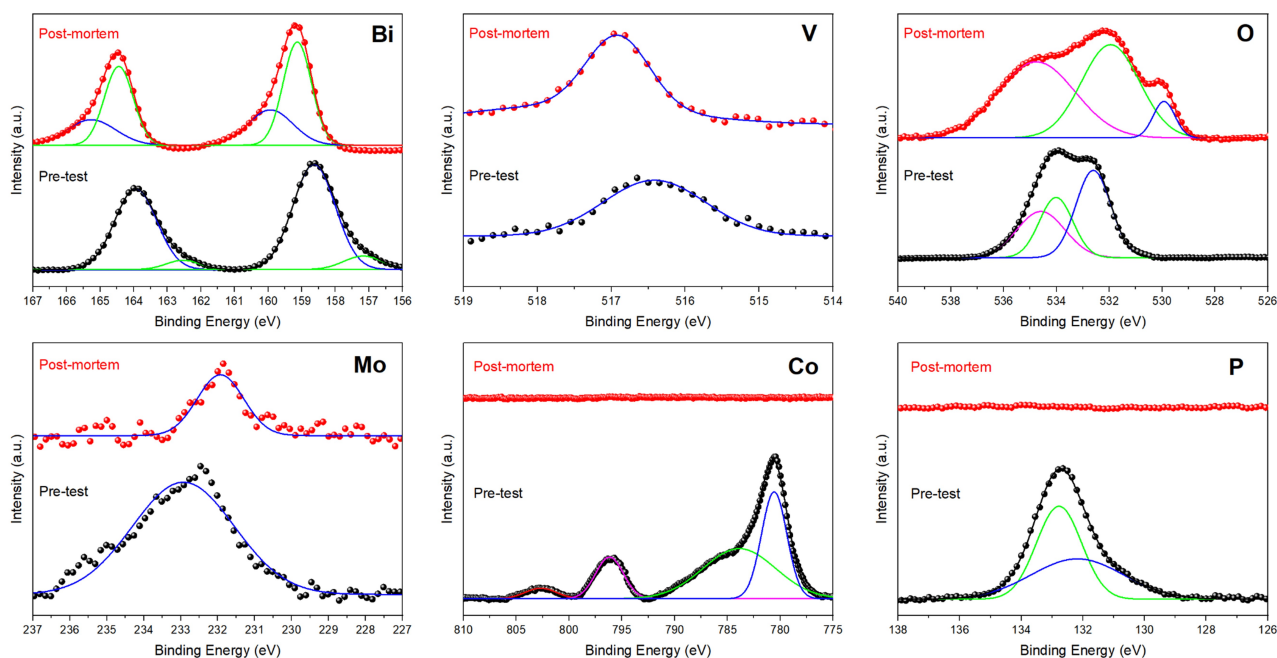 Post-mortem
Bi
Pre-test
Intensity (a.u.)
167 166 165 164 163 162 161 160 159 158 157 156
Binding Energy (eV)
Post-mortem
V
Pre-test
Intensity (a.u.)
519 518 517 516 515 514
Binding Energy (eV)
Post-mortem
O
Pre-test
Intensity (a.u.)
540 538 536 534 532 530 528 526
Binding Energy (eV)
Post-mortem
Mo
Pre-test
Intensity (a.u.)
237 236 235 234 233 232 231 230 229 228 227
Binding Energy (eV)
Post-mortem
Co
Pre-test
Intensity (a.u.)
810 805 800 795 790 785 780 775
Binding Energy (eV)
Post-mortem
P
Pre-test
Intensity (a.u.)
138 136 134 132 130 128 126
Binding Energy (eV)